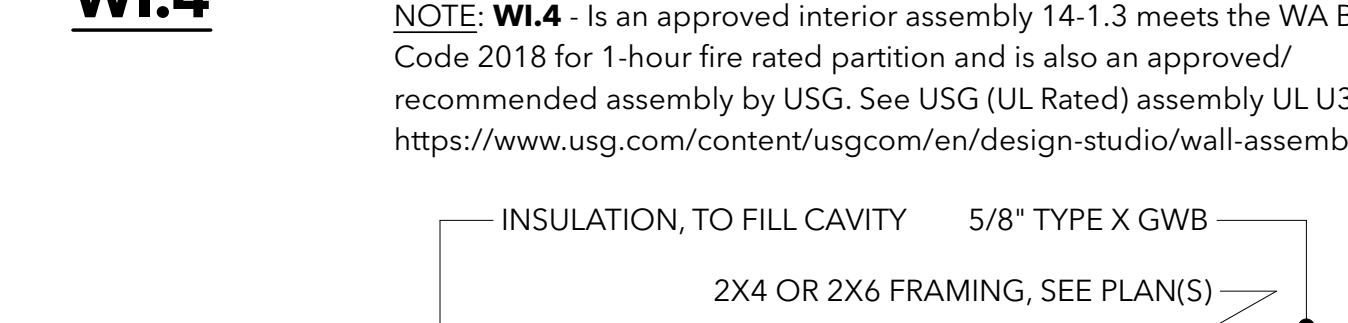 WI.4
NOTE: WI.4 - Is an approved interior assembly 14-1.3 meets the WA
Code 2018 for 1-hour fire rated partition and is also an approved/
recommended assembly by USG. See USG (UL Rated) assembly UL
https://www.usg.com/content/usgcom/en/design-studio/wall-assemb
INSULATION, TO FILL CAVITY 5/8" TYPE X GWB
2X4 OR 2X6 FRAMING, SEE PLAN(S)